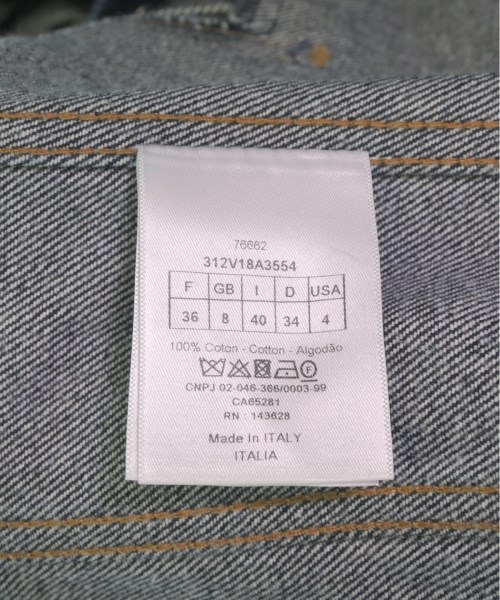 76662
312V18A3554
F GB I D USA
36 8 40 34 4
100% Coton - Cotton - Algodão
F
CNPJ 02-046-366/0003-99
CA65281
RN : 143628
Made In ITALY
ITALIA